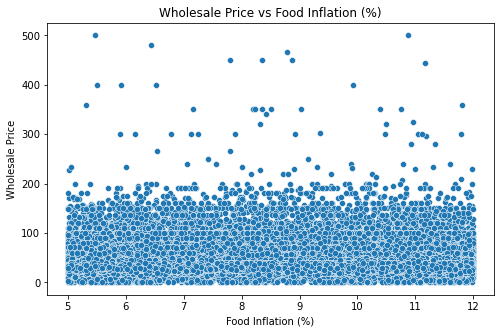 Wholesale Price vs Food Inflation (%)
500
400
300
200
100
0
Wholesale Price
5 6 7 8 9 10 11 12
Food Inflation (%)